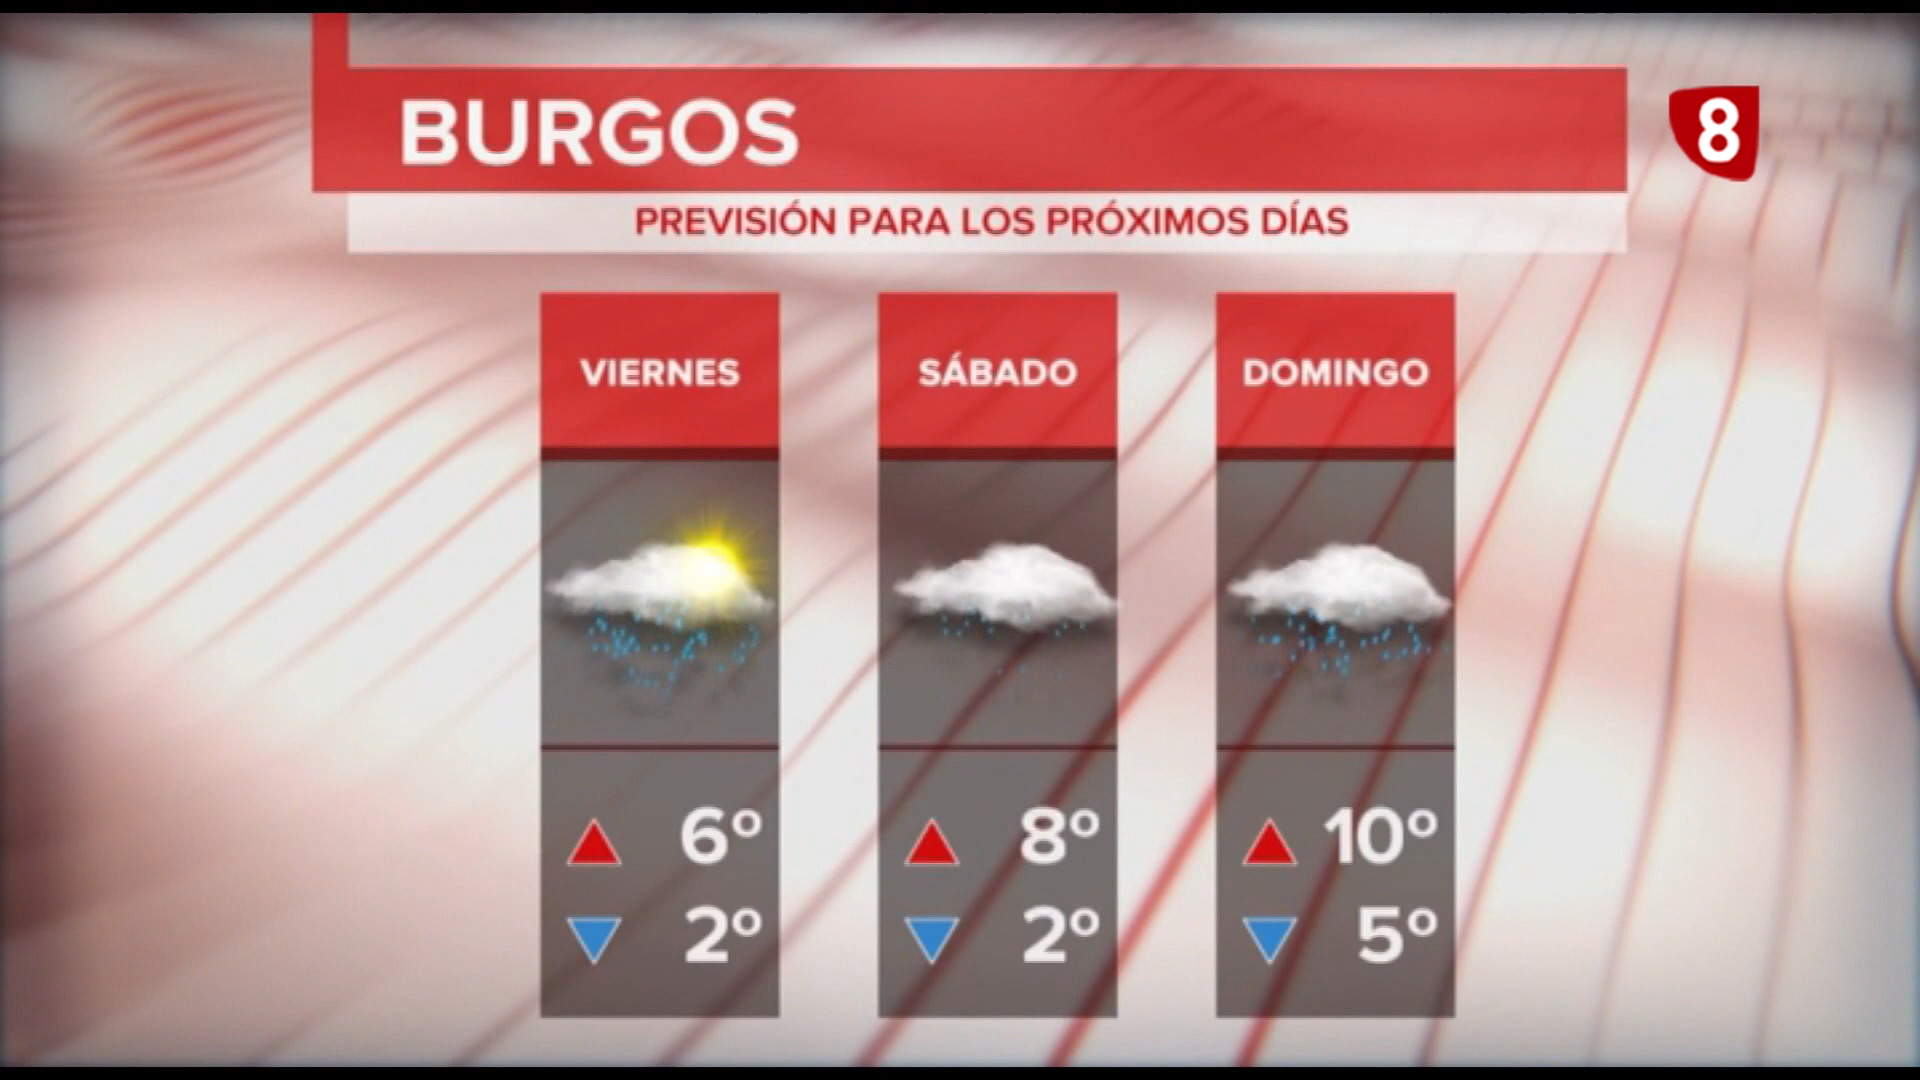 BURGOS
8
PREVISIÓN PARA LOS PRÓXIMOS DÍAS
VIERNES SÁBADO DOMINGO
6º 8º 10º
2º 2º 5º